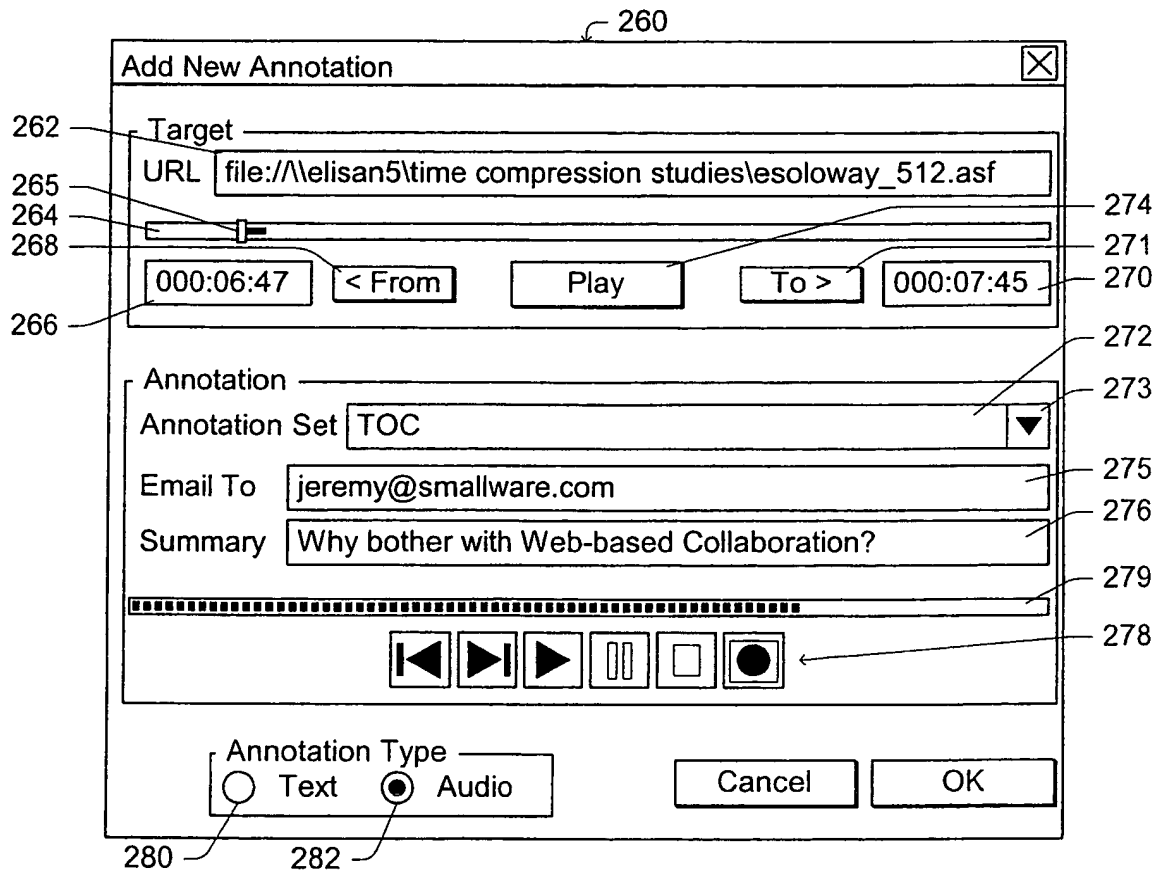 260
Add New Annotation
262
Target
URL file://\\elisan5\time compression studies\esoloway_512.asf
265
264
274
268
271
000:06:47 < From Play To > 000:07:45
270
266
272
Annotation
273
Annotation Set TOC
275
Email To jeremy@smallware.com
276
Summary Why bother with Web-based Collaboration?
279
278
Annotation Type
Text Audio Cancel OK
280 282